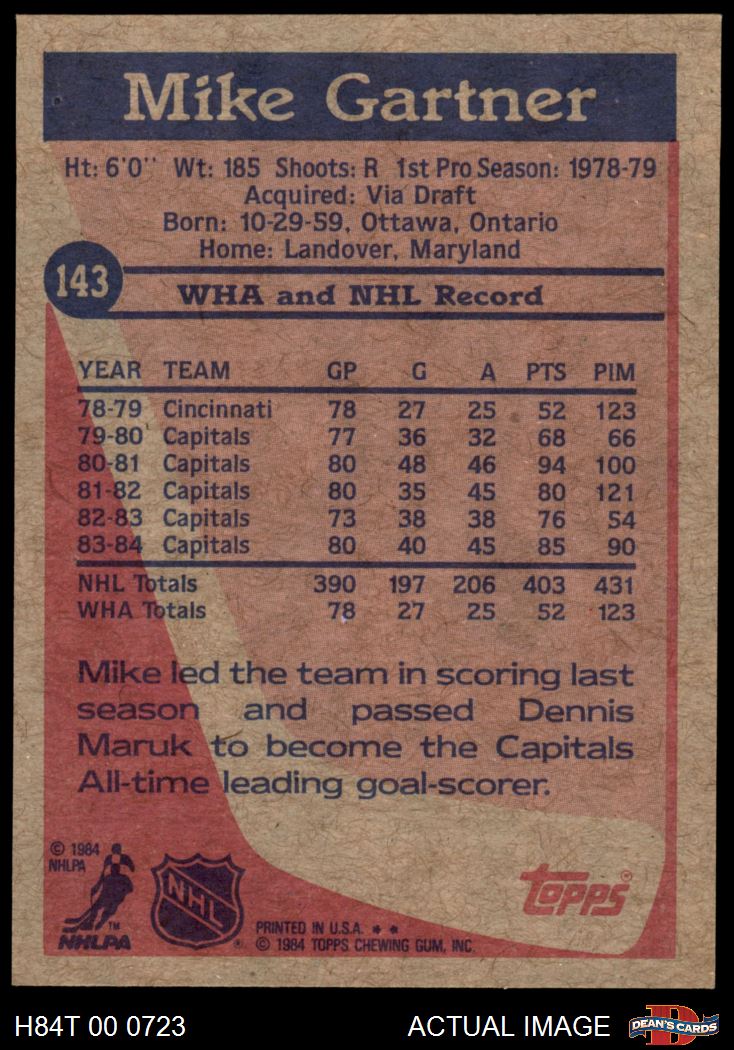 Mike Gartner
Ht: 6'0" Wt: 185 Shoots: R 1st Pro Season: 1978-79
Acquired: Via Draft
Born: 10-29-59, Ottawa, Ontario
Home: Landover, Maryland
143
WHA and NHL Record
YEAR TEAM GP G A PTS PIM
78-79 Cincinnati 78 27 25 52 123
79-80 Capitals 77 36 32 68 66
80-81 Capitals 80 48 46 94 100
81-82 Capitals 80 35 45 80 121
82-83 Capitals 73 38 38 76 54
83-84 Capitals 80 40 45 85 90
NHL Totals 390 197 206 403 431
WHA Totals 78 27 25 52 123
Mike led the team in scoring last
season and passed Dennis
Maruk to become the Capitals
All-time leading goal-scorer.
© 1984
NHLPA
TM
NHLPA
NHL
®
topps®
PRINTED IN U.S.A. **
© 1984 TOPPS CHEWING GUM, INC.
H84T 00 0723 ACTUAL IMAGE
D
DEAN'S CARDS